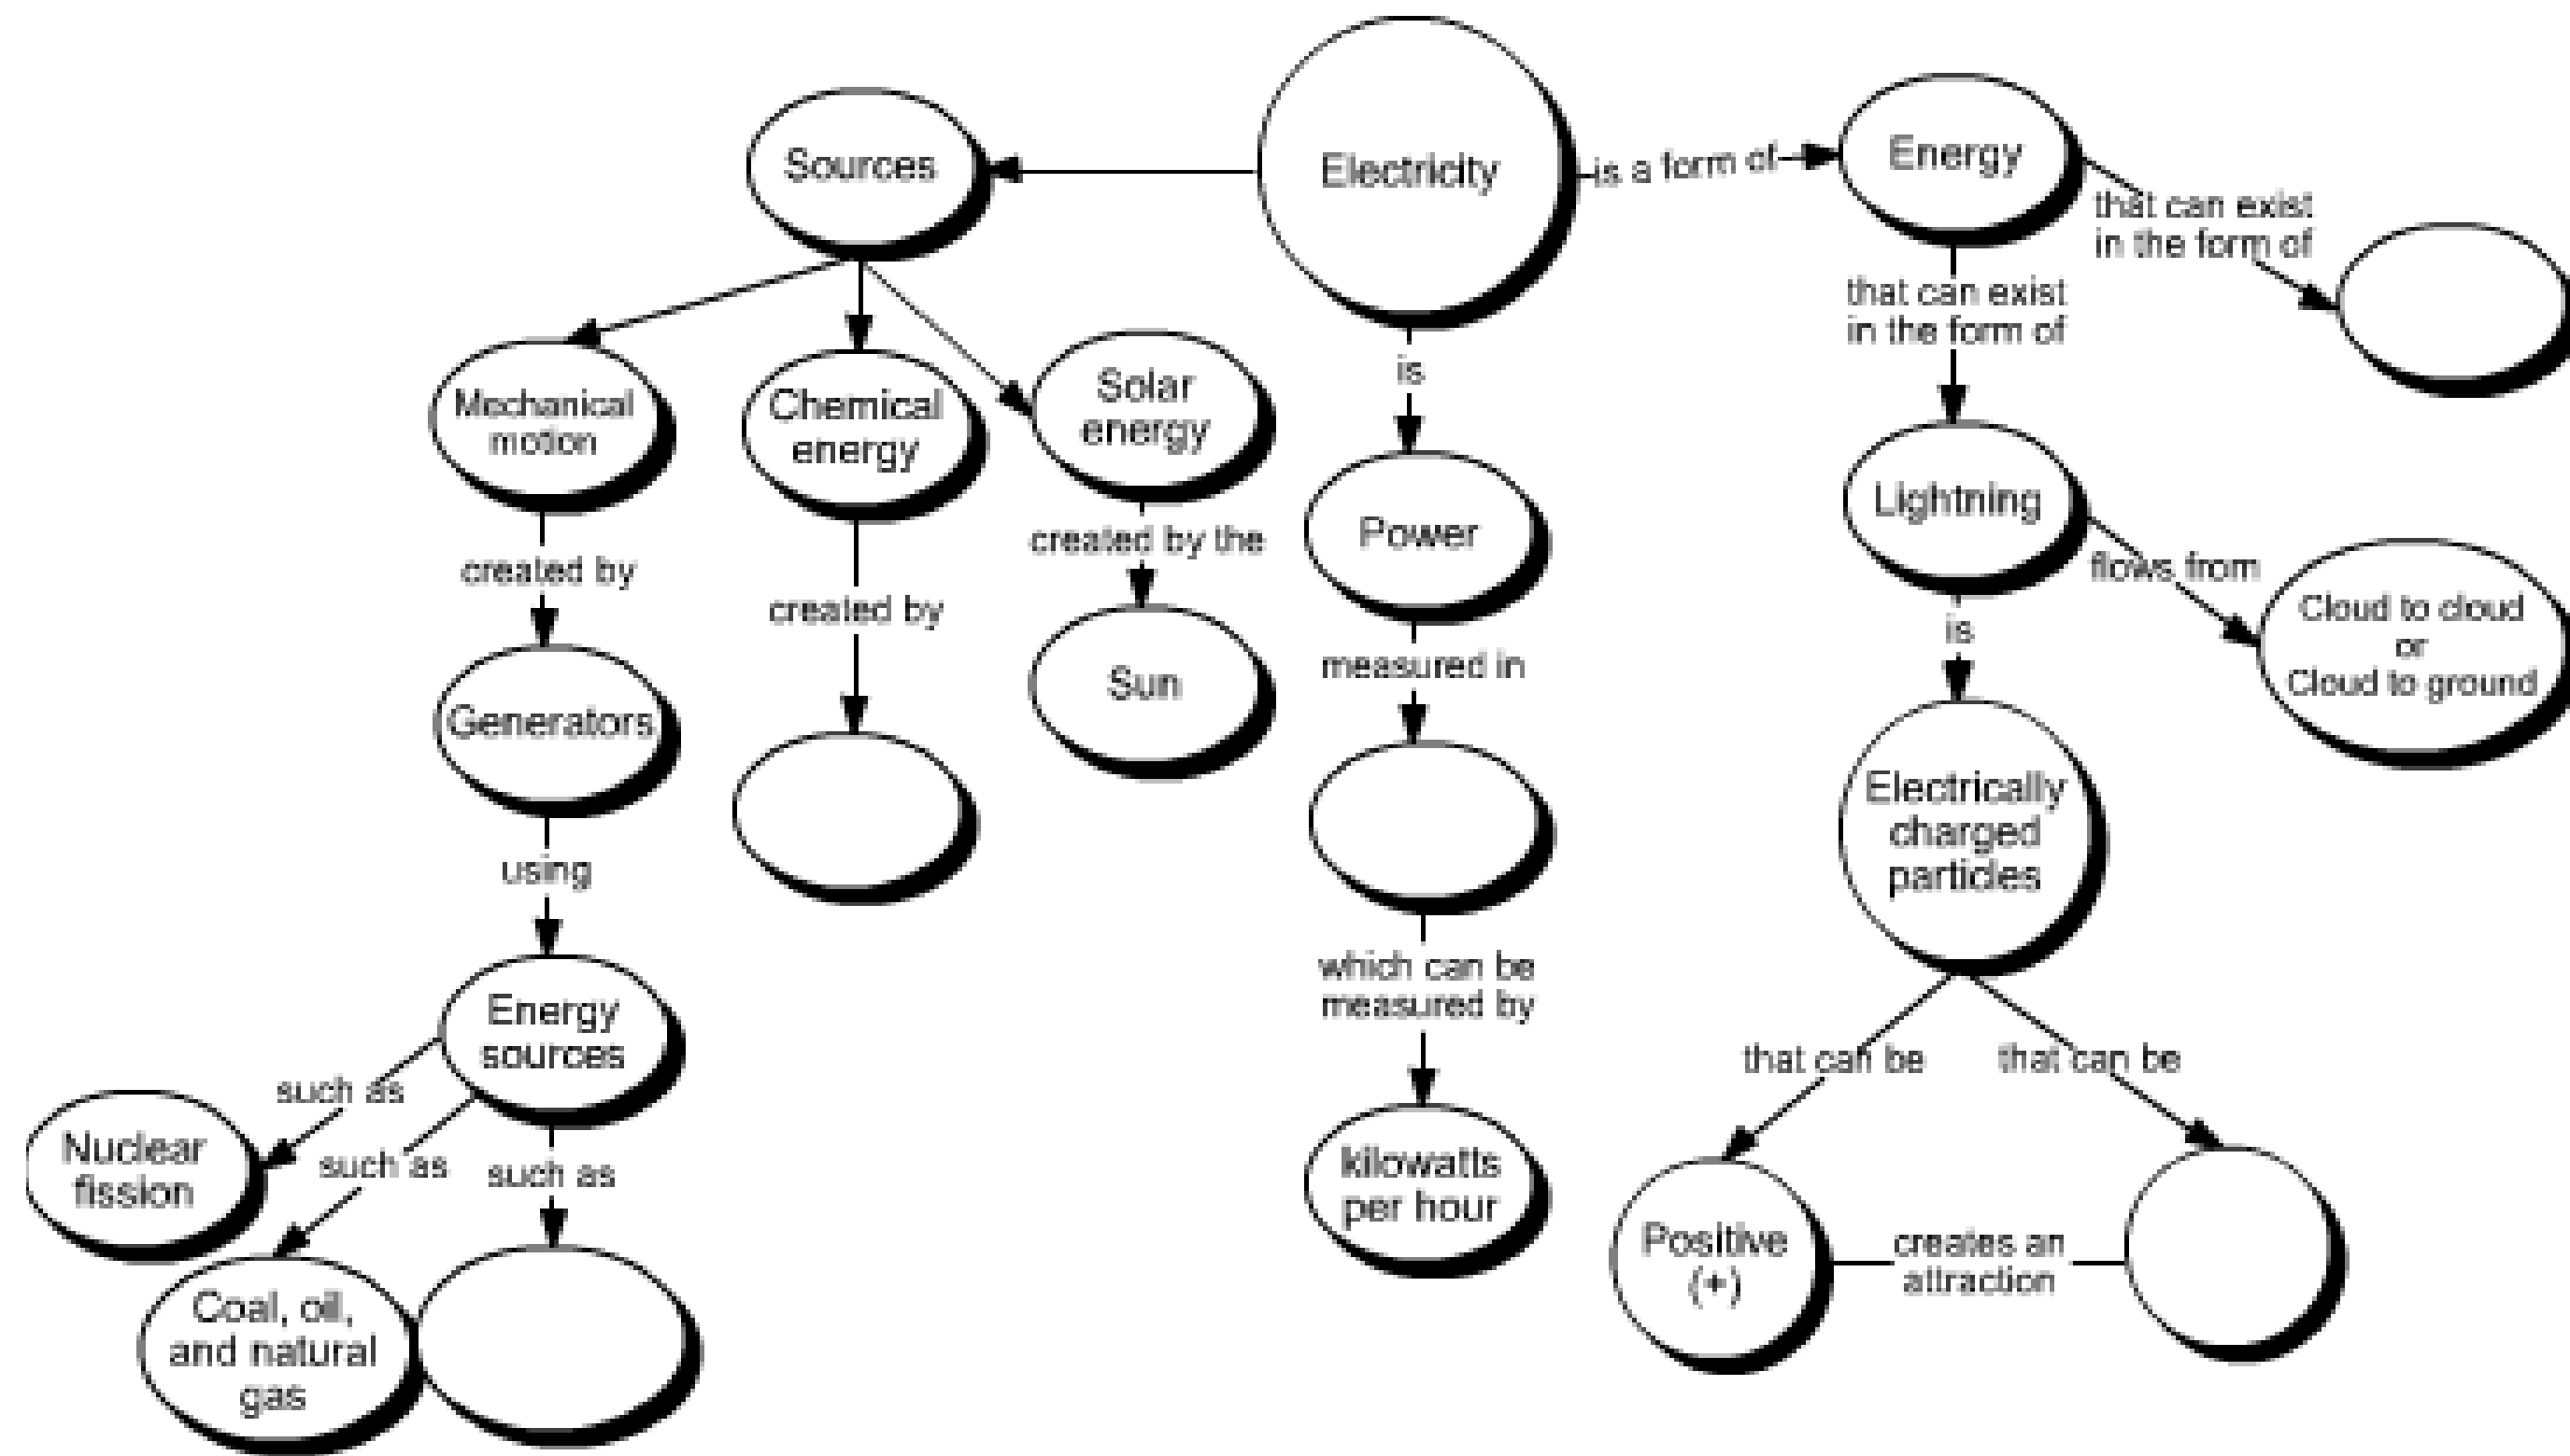 Electricity
Sources
is a form of
Energy
that can exist
in the form of
that can exist
in the form of
Mechanical
motion
Chemical
energy
Solar
energy
is
Power
Lightning
flows from
Cloud to cloud
or
Cloud to ground
created by
created by
created by the
Sun
measured in
is
Generators
Electrically
charged
particles
using
which can be
measured by
Energy
sources
that can be
that can be
such as
such as
such as
Nuclear
fission
kilowatts
per hour
Positive
(+)
creates an
attraction
Coal, oil,
and natural
gas